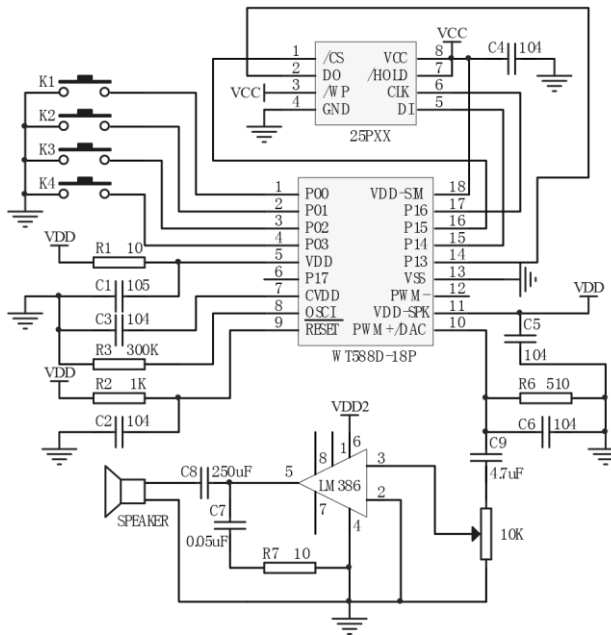 VCC
1 /CS VCC 8
2 DO /HOLD 7
VCC 3 /WP CLK 6
4 GND DI 5
25PXX
C4 104
K1
K2
K3
K4
1 P00 VDD-SIM 18
2 P01 P16 17
3 P02 P15 16
4 P03 P14 15
5 VDD P13 14
6 P17 VSS 13
7 CVDD PWM- 12
8 OSCI VDD-SPK 11
9 RESET PWM+/DAC 10
WT588D-18P
VDD
R1 10
C1 105
C3 104
R3 300K
VDD
R2 1K
C2 104
VDD
C5
104
R6 510
C6 104
C9
4.7uF
10K
VDD2
8 1 6
LM386
5
3
2
7
4
C8 250uF
C7
0.05uF
R7 10
SPEAKER